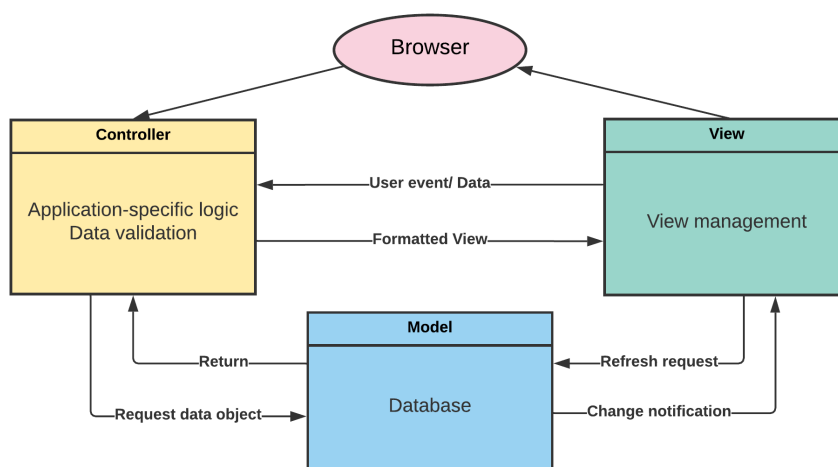 Browser
Controller
View
Application-specific logic
Data validation
User event/ Data
Formatted View
View management
Model
Return
Refresh request
Database
Request data object
Change notification